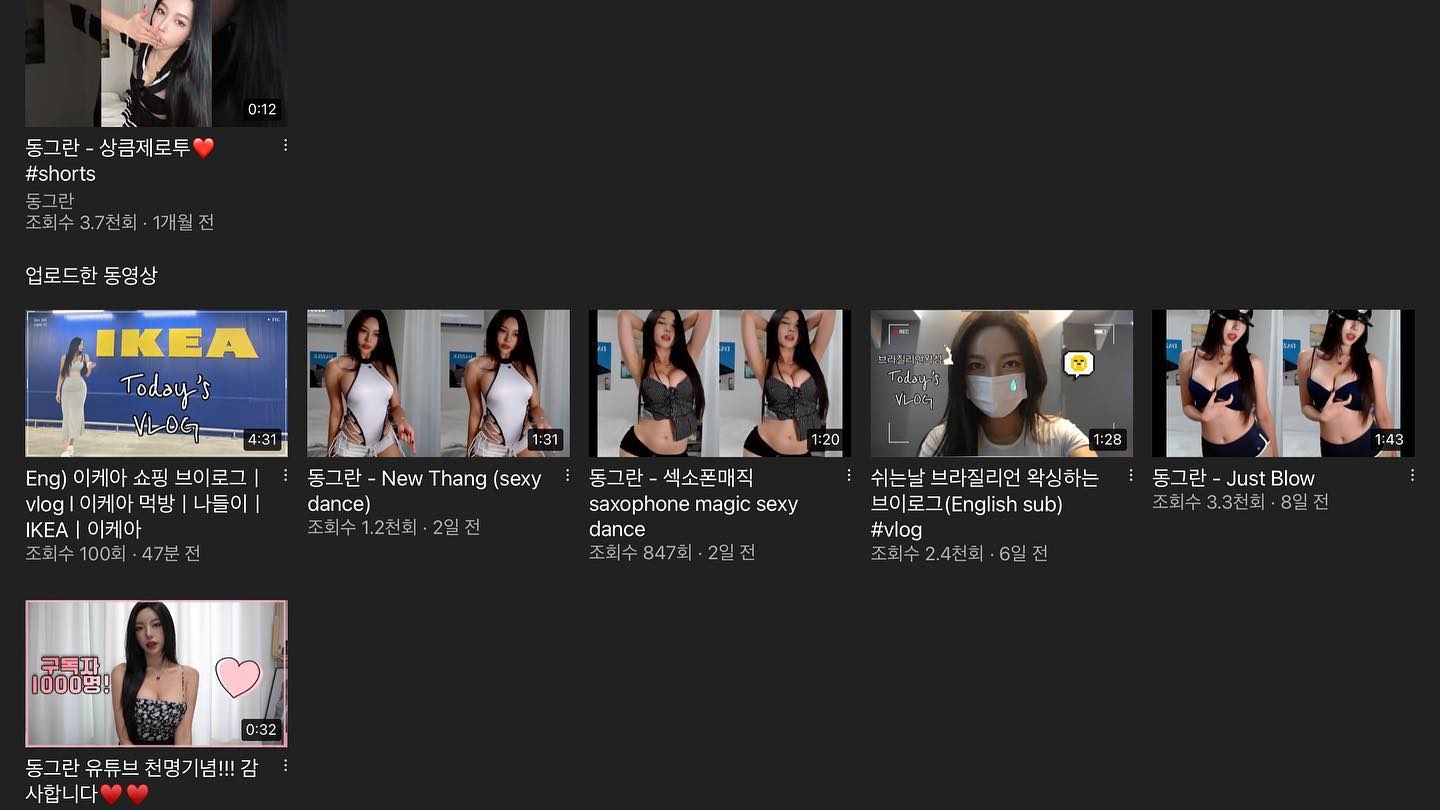 0:12
동그란 - 상큼제로투❤️
#shorts
동그란
조회수 3.7천회 · 1개월 전
업로드한 동영상
IKEA
Today's
VLOG
4:31
Eng) 이케아 쇼핑 브이로그 |
vlog l 이케아 먹방 | 나들이 |
IKEA | 이케아
조회수 100회 · 47분 전
1:31
동그란 - New Thang (sexy
dance)
조회수 1.2천회 · 2일 전
1:20
동그란 - 섹소폰매직
saxophone magic sexy
dance
조회수 847회 · 2일 전
REC
브라질리언왁싱
Today's
VLOG
1:28
쉬는날 브라질리언 왁싱하는
브이로그(English sub)
#vlog
조회수 2.4천회 · 6일 전
1:43
동그란 - Just Blow
조회수 3.3천회 · 8일 전
구독자
1000명!
0:32
동그란 유튜브 천명기념!!! 감
사합니다❤️❤️